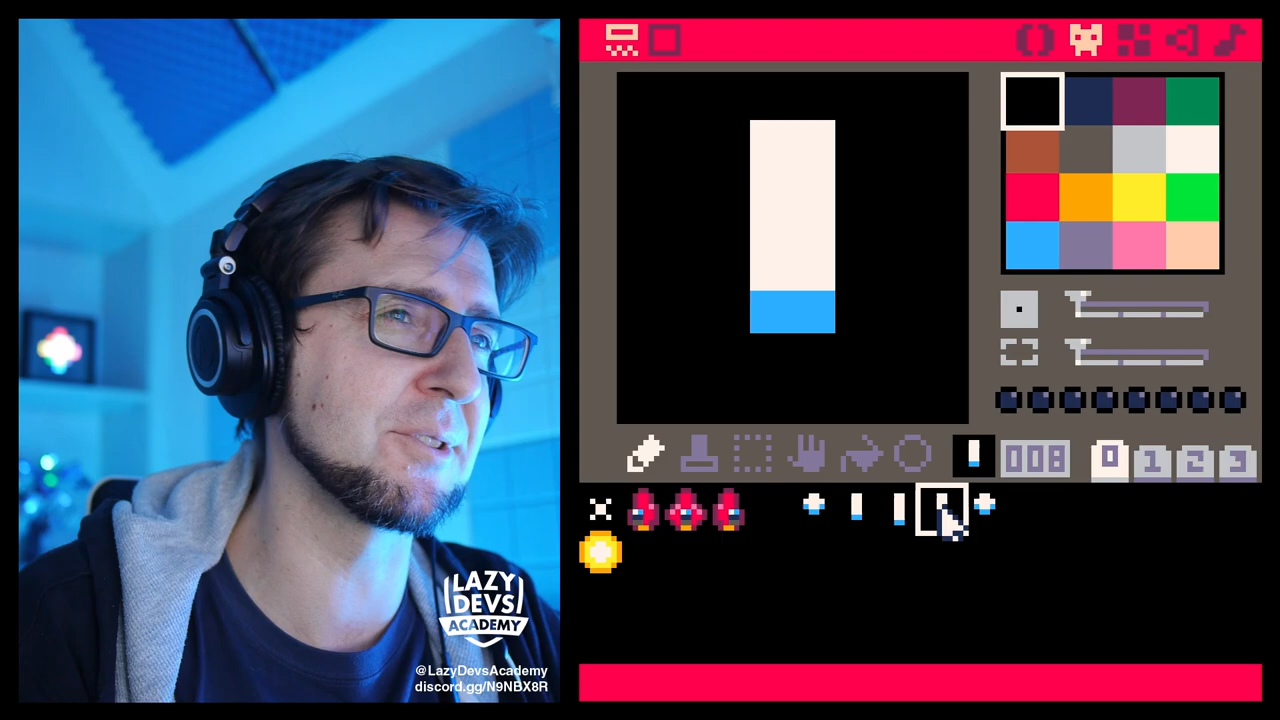 LAZY
DEVS
ACADEMY
@LazyDevsAcademy
discord.gg/N9NBX8R
008
0 1 2 3